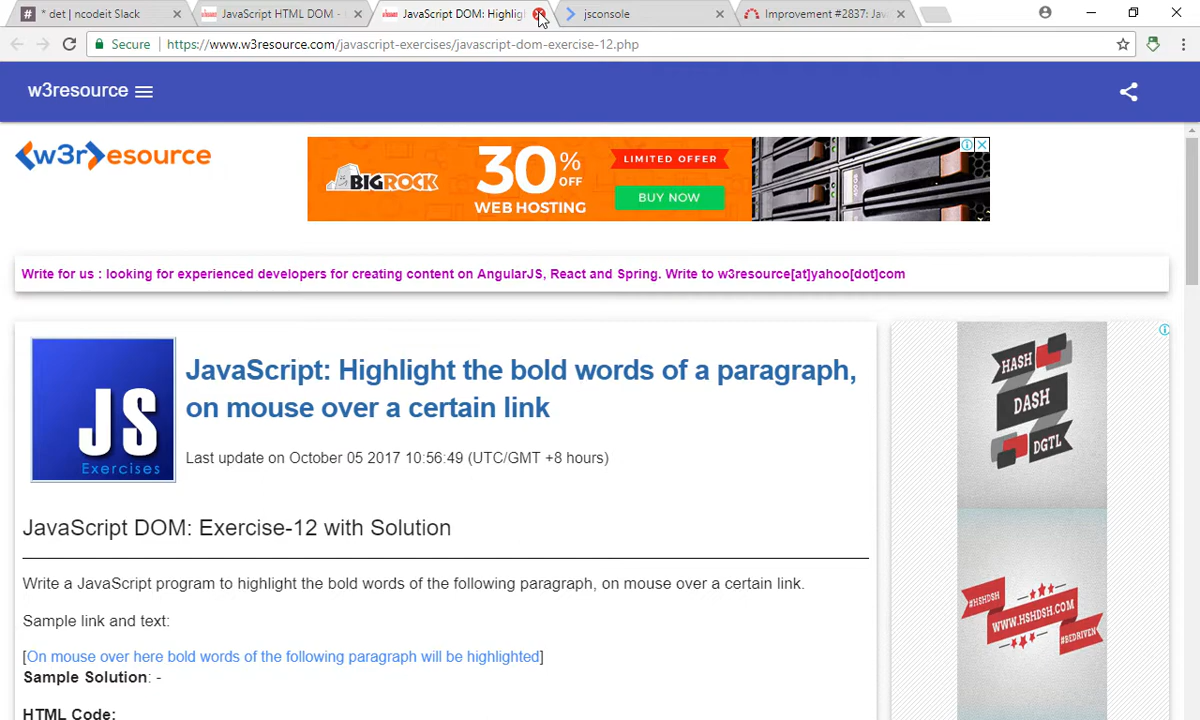 * det | ncodeit Slack
JavaScript HTML DOM -
JavaScript DOM: Highlig
jsconsole
Improvement #2837: Jav
Secure
https://www.w3resource.com/javascript-exercises/javascript-dom-exercise-12.php
w3resource
w3resource
BIGROCK
30% OFF
WEB HOSTING
LIMITED OFFER
BUY NOW
Write for us : looking for experienced developers for creating content on AngularJS, React and Spring. Write to w3resource[at]yahoo[dot]com
JS
Exercises
JavaScript: Highlight the bold words of a paragraph,
on mouse over a certain link
Last update on October 05 2017 10:56:49 (UTC/GMT +8 hours)
HASH
DASH
DGTL
JavaScript DOM: Exercise-12 with Solution
Write a JavaScript program to highlight the bold words of the following paragraph, on mouse over a certain link.
Sample link and text:
[On mouse over here bold words of the following paragraph will be highlighted]
Sample Solution: -
HTML Code:
#HSHDSH
WWW.HSHDSH.COM
#BEDRIVEN